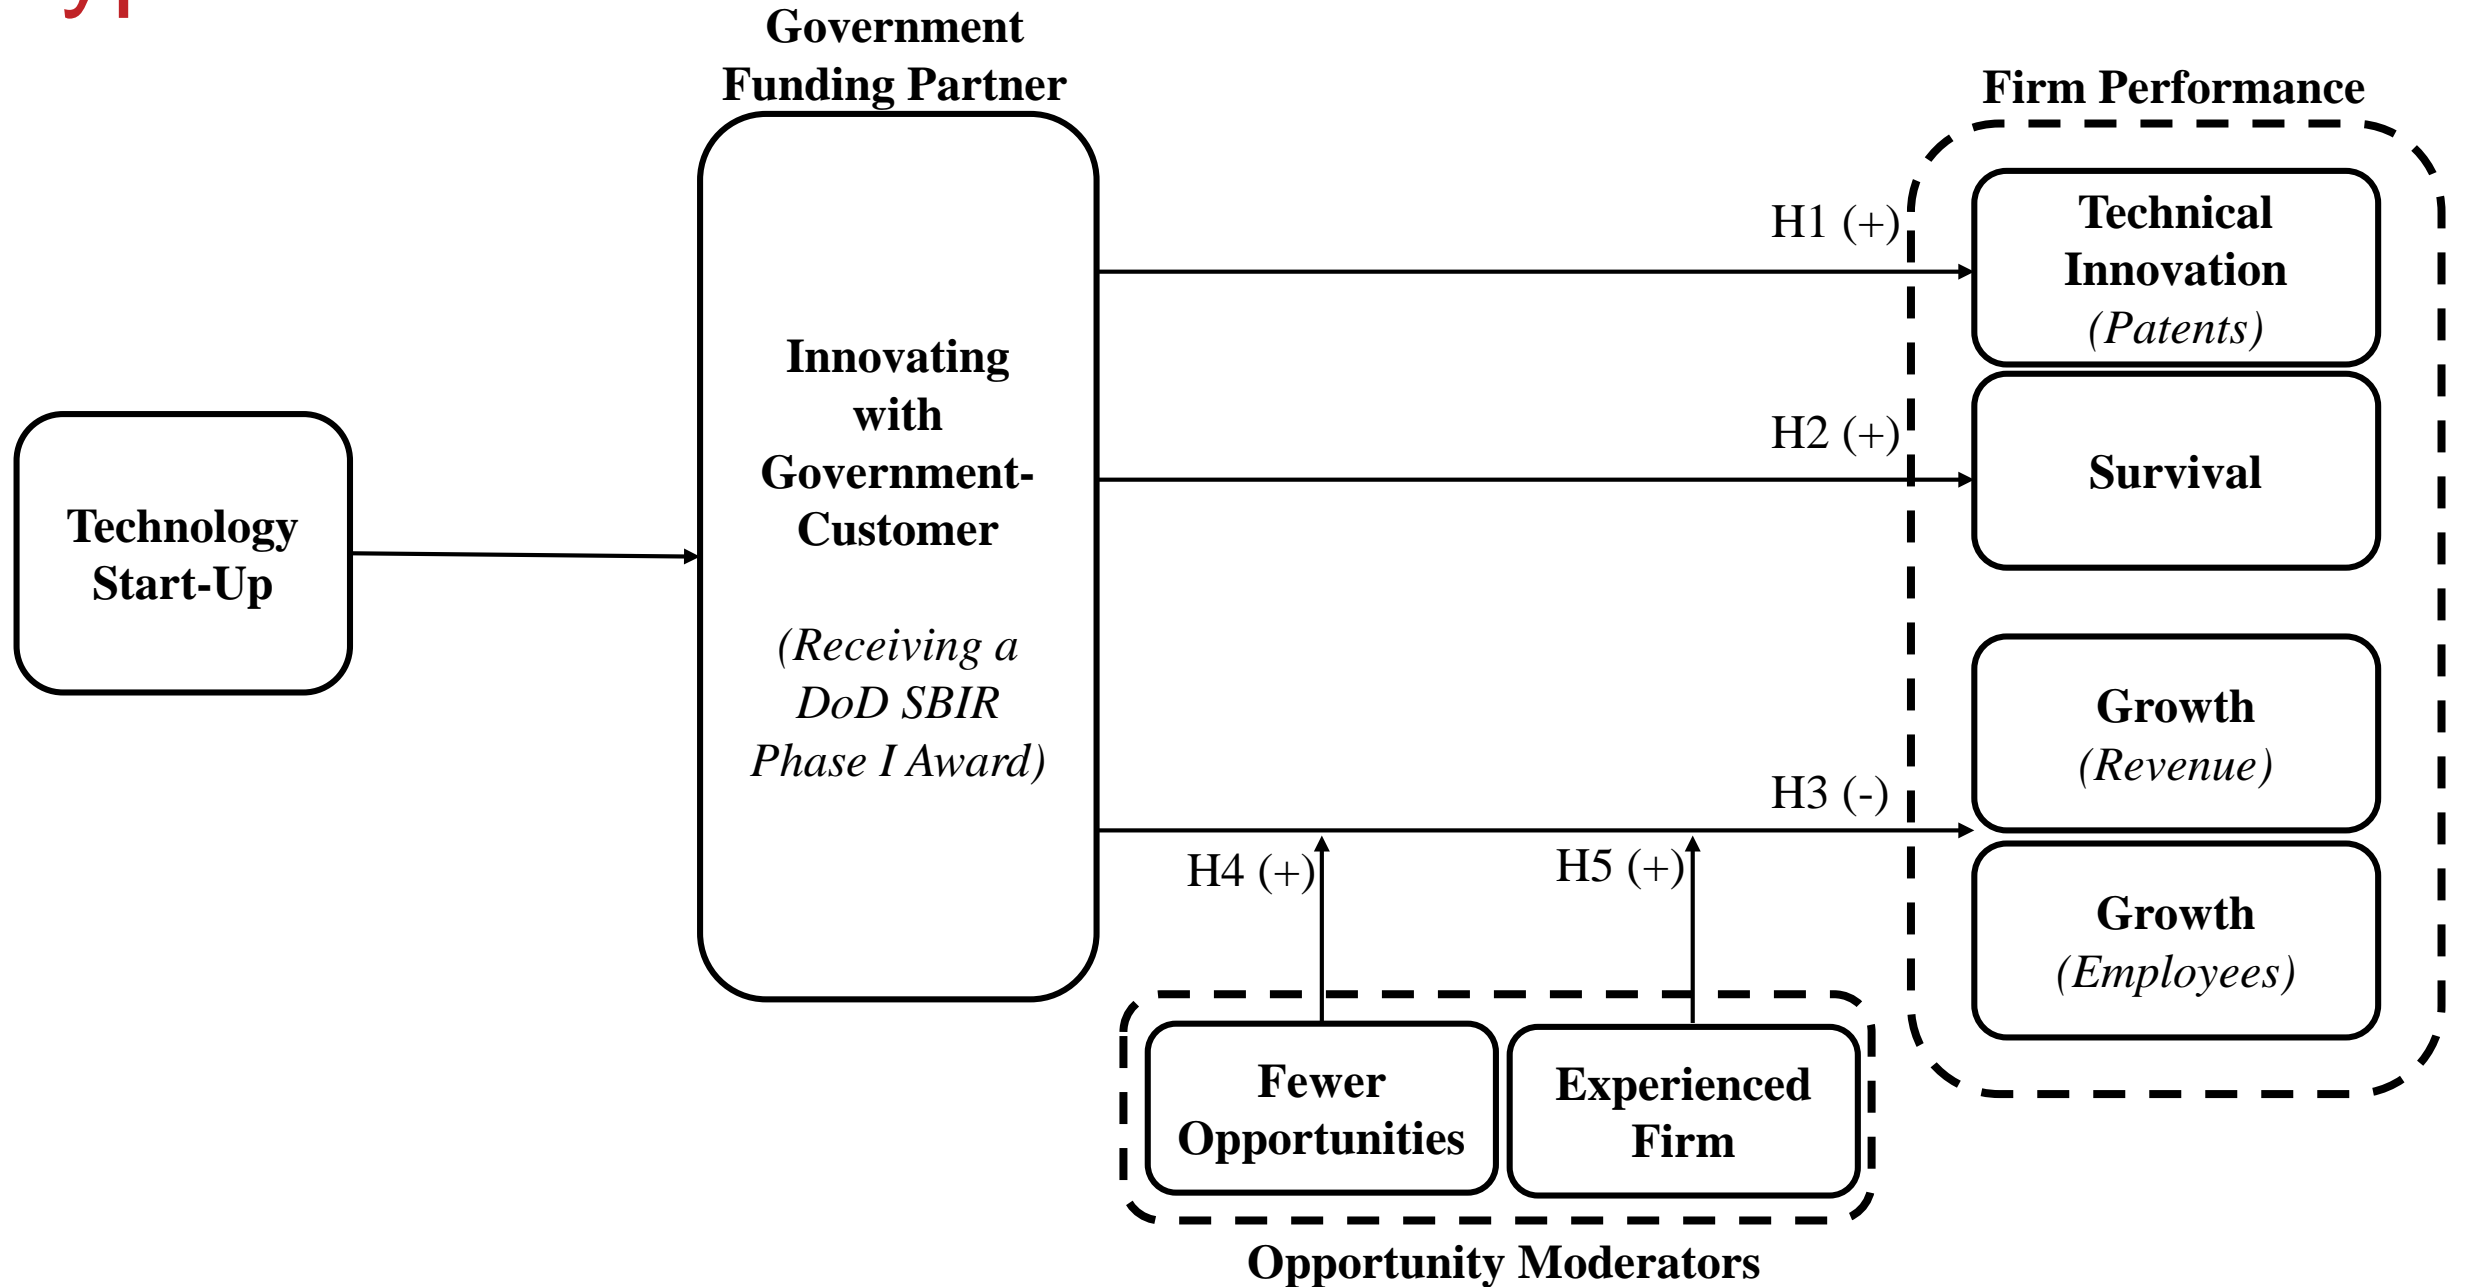 Government
Funding Partner
Firm Performance
Technology
Start-Up
Innovating
with
Government-
Customer
(Receiving a
DoD SBIR
Phase I Award)
H1 (+)
Technical
Innovation
(Patents)
H2 (+)
Survival
H3 (-)
Growth
(Revenue)
H4 (+)
H5 (+)
Growth
(Employees)
Fewer
Opportunities
Experienced
Firm
Opportunity Moderators